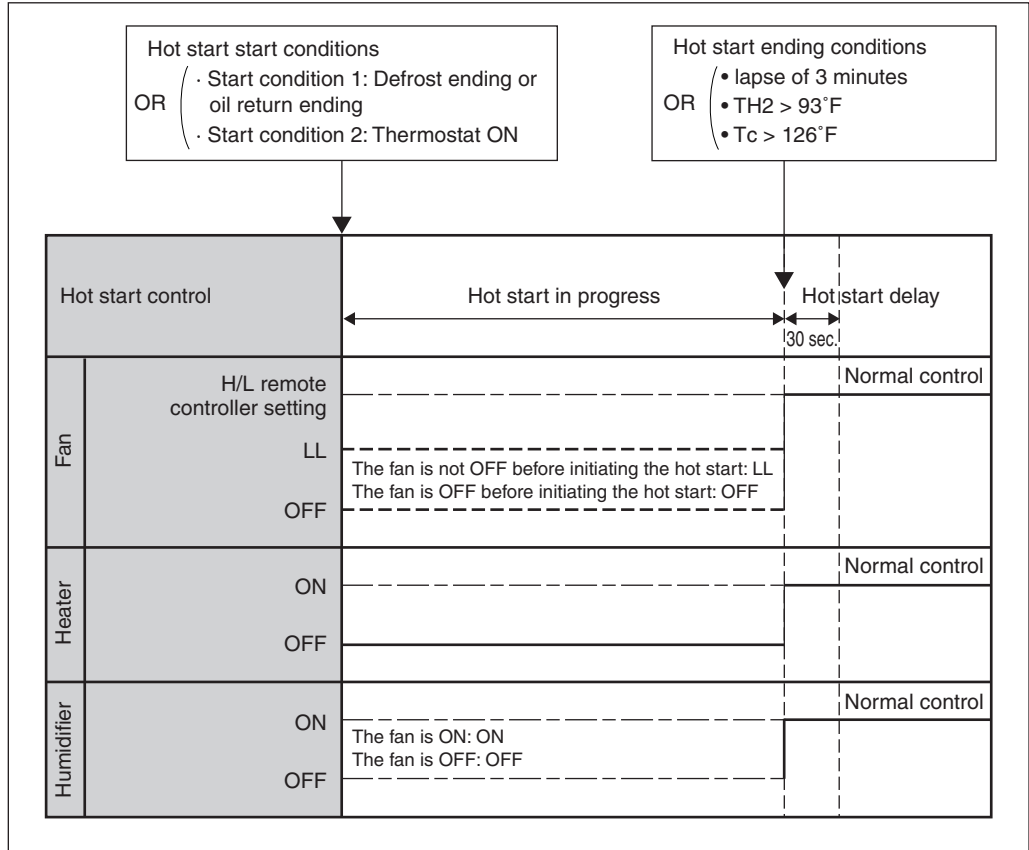 Hot start start conditions
OR
· Start condition 1: Defrost ending or
oil return ending
· Start condition 2: Thermostat ON
Hot start ending conditions
OR
• lapse of 3 minutes
• TH2 > 93˚F
• Tc > 126˚F
Hot start control
Hot start in progress
Hot start delay
30 sec.
Fan
H/L remote
controller setting
LL
OFF
The fan is not OFF before initiating the hot start: LL
The fan is OFF before initiating the hot start: OFF
Normal control
Heater
ON
OFF
Normal control
Humidifier
ON
OFF
The fan is ON: ON
The fan is OFF: OFF
Normal control